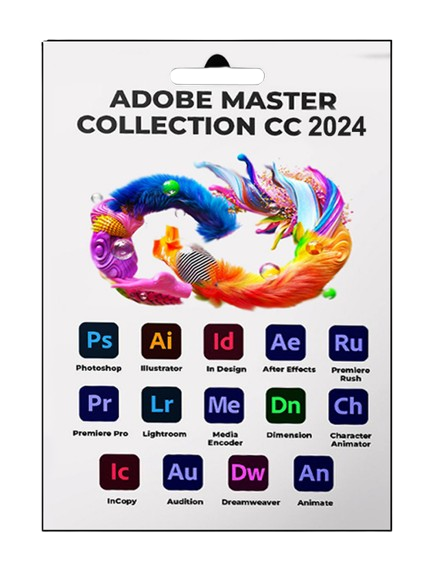 ADOBE MASTER
COLLECTION CC 2024
Ps Ai Id Ae Ru
Photoshop Illustrator In Design After Effects Premiere
Rush
Pr Lr Me Dn Ch
Premiere Pro Lightroom Media Dimension Character
Encoder Animator
Ic Au Dw An
InCopy Audition Dreamweaver Animate